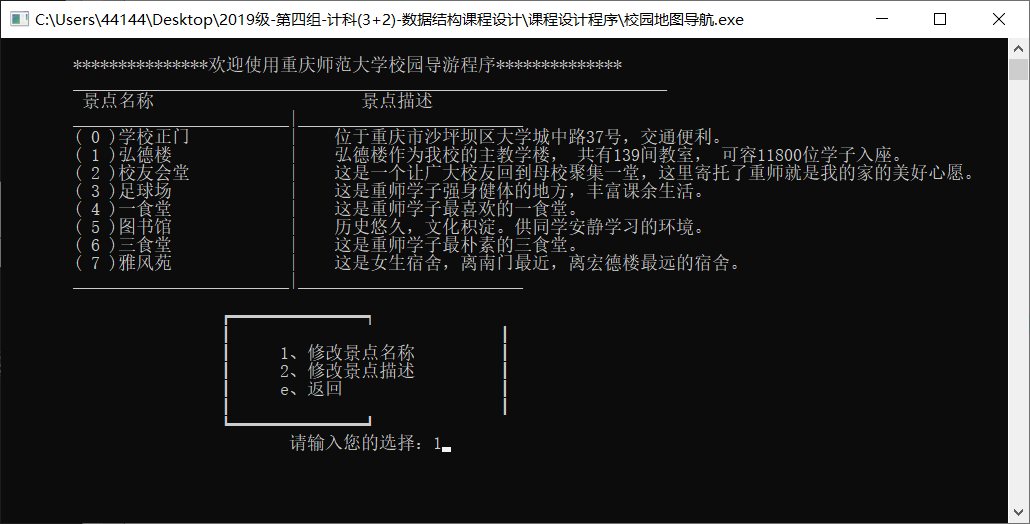 C:\Users\44144\Desktop\2019级-第四组-计科(3+2)-数据结构课程设计\课程设计程序\校园地图导航.exe
***************欢迎使用重庆师范大学校园导游程序**************
景点名称 景点描述
( 0 )学校正门 | 位于重庆市沙坪坝区大学城中路37号，交通便利。
( 1 )弘德楼 | 弘德楼作为我校的主教学楼， 共有139间教室， 可容11800位学子入座。
( 2 )校友会堂 | 这是一个让广大校友回到母校聚集一堂，这里寄托了重师就是我的家的美好心愿。
( 3 )足球场 | 这是重师学子强身健体的地方，丰富课余生活。
( 4 )一食堂 | 这是重师学子最喜欢的一食堂。
( 5 )图书馆 | 历史悠久，文化积淀。供同学安静学习的环境。
( 6 )三食堂 | 这是重师学子最朴素的三食堂。
( 7 )雅风苑 | 这是女生宿舍，离南门最近，离宏德楼最远的宿舍。
1、修改景点名称
2、修改景点描述
e、返回
请输入您的选择：1